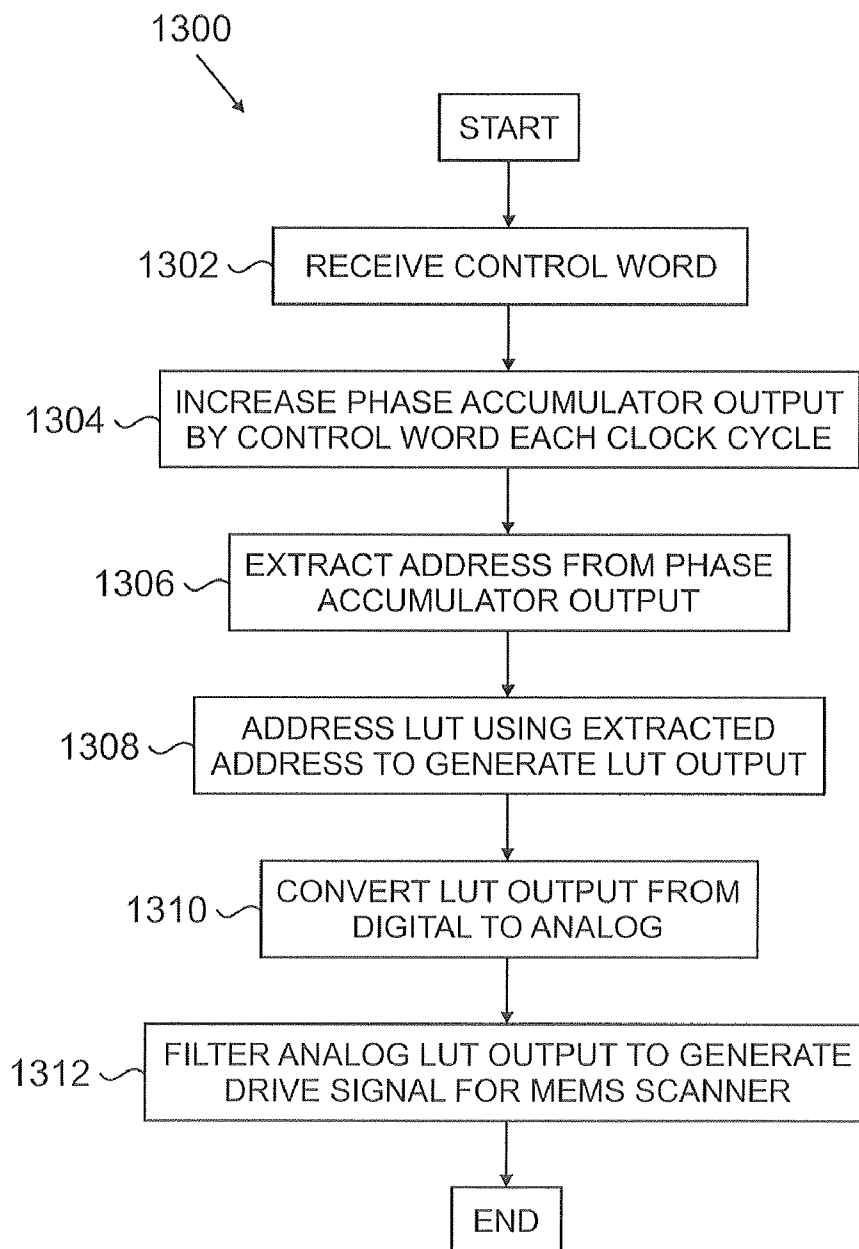 1300
START
1302
RECEIVE CONTROL WORD
1304
INCREASE PHASE ACCUMULATOR OUTPUT
BY CONTROL WORD EACH CLOCK CYCLE
1306
EXTRACT ADDRESS FROM PHASE
ACCUMULATOR OUTPUT
1308
ADDRESS LUT USING EXTRACTED
ADDRESS TO GENERATE LUT OUTPUT
1310
CONVERT LUT OUTPUT FROM
DIGITAL TO ANALOG
1312
FILTER ANALOG LUT OUTPUT TO GENERATE
DRIVE SIGNAL FOR MEMS SCANNER
END